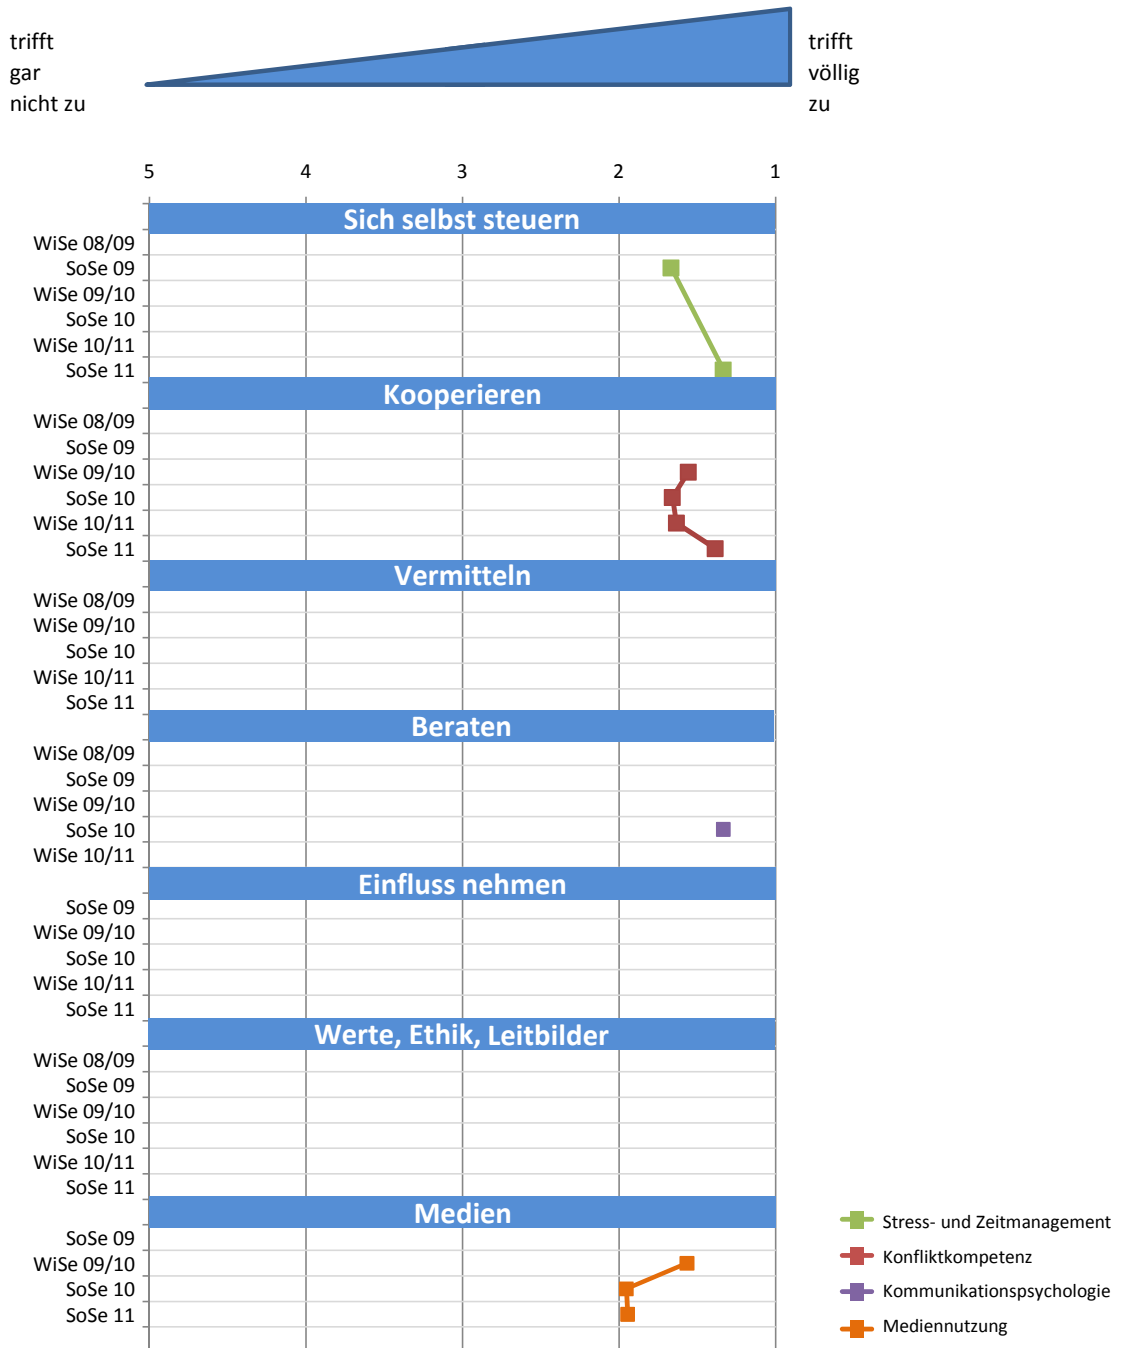 trifft
gar
nicht zu
trifft
völlig
zu
5 4 3 2 1
Sich selbst steuern
WiSe 08/09
SoSe 09
WiSe 09/10
SoSe 10
WiSe 10/11
SoSe 11
Kooperieren
WiSe 08/09
SoSe 09
WiSe 09/10
SoSe 10
WiSe 10/11
SoSe 11
Vermitteln
WiSe 08/09
WiSe 09/10
SoSe 10
WiSe 10/11
SoSe 11
Beraten
WiSe 08/09
SoSe 09
WiSe 09/10
SoSe 10
WiSe 10/11
Einfluss nehmen
SoSe 09
WiSe 09/10
SoSe 10
WiSe 10/11
SoSe 11
Werte, Ethik, Leitbilder
WiSe 08/09
SoSe 09
WiSe 09/10
SoSe 10
WiSe 10/11
SoSe 11
Medien
SoSe 09
WiSe 09/10
SoSe 10
SoSe 11
Stress- und Zeitmanagement
Konfliktkompetenz
Kommunikationspsychologie
Mediennutzung